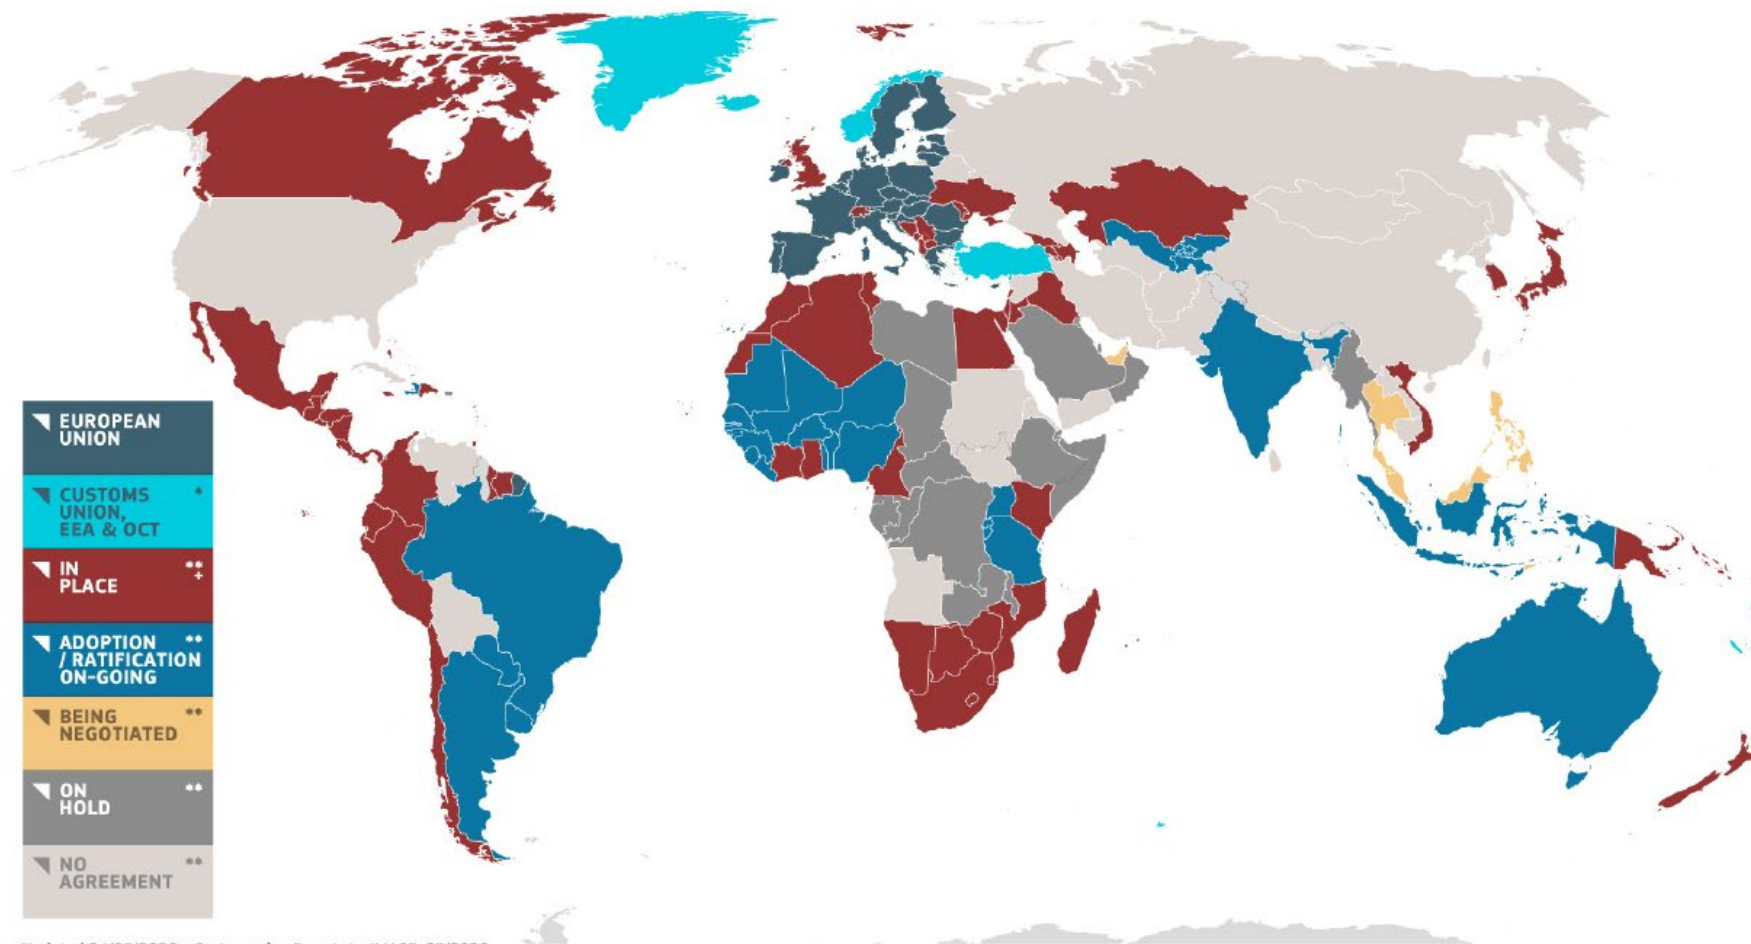 EUROPEAN
UNION
CUSTOMS *
UNION,
EEA & OCT
IN **
PLACE +
ADOPTION **
/ RATIFICATION
ON-GOING
BEING **
NEGOTIATED
ON **
HOLD
NO **
AGREEMENT